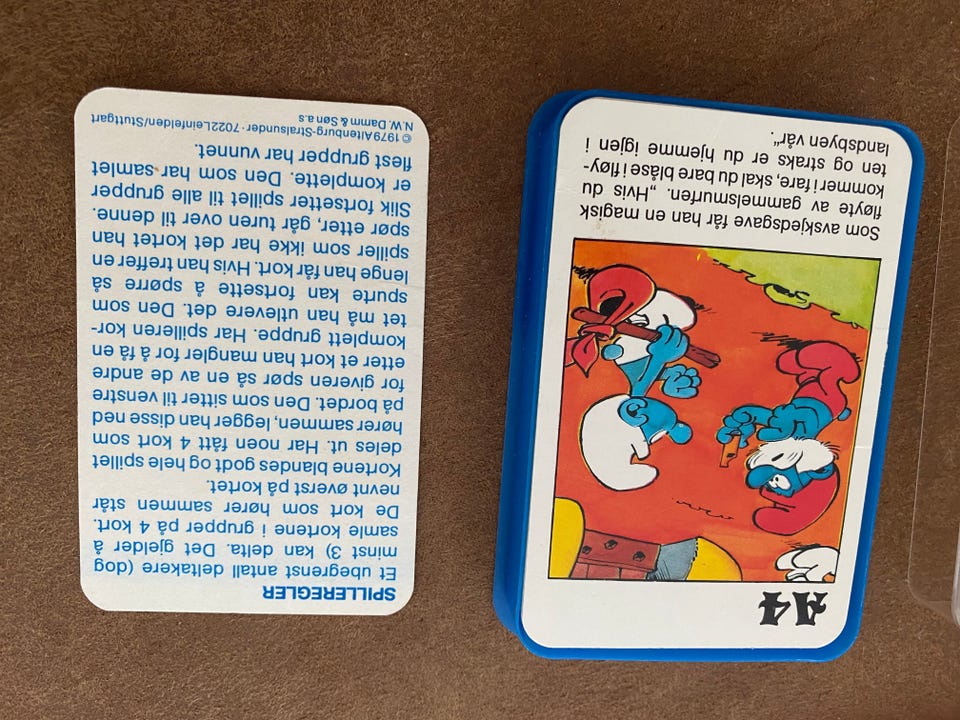 SPILLEREGLER
Et ubegrenst antall deltakere (dog
minst 3) kan delta. Det gjelder å
samle kortene i grupper på 4 kort.
De kort som hører sammen står
nevnt øverst på kortet.
Kortene blandes godt og hele spillet
deles ut. Har noen fått 4 kort som
hører sammen, legger han disse ned
på bordet. Den som sitter til venstre
for giveren spør så en av de andre
etter et kort han mangler for å få en
komplett gruppe. Har spilleren kor-
tet må han utlevere det. Den som
spurte kan fortsette å spørre så
lenge han får kort. Hvis han treffer en
spiller som ikke har det kortet han
spør etter, går turen over til denne.
Slik fortsetter spillet til alle grupper
er komplette. Den som har samlet
flest grupper har vunnet.
©1979 Altenburg-Stralsunder·7022 Leinfelden/Stuttgart
N.W. Damm & Søn a.s
A4
Som avskjedsgave får han en magisk
fløyte av gammelsmurfen. „Hvis du
kommer i fare, skal du bare blåse i fløy-
ten og straks er du hjemme igjen i
landsbyen vår.“